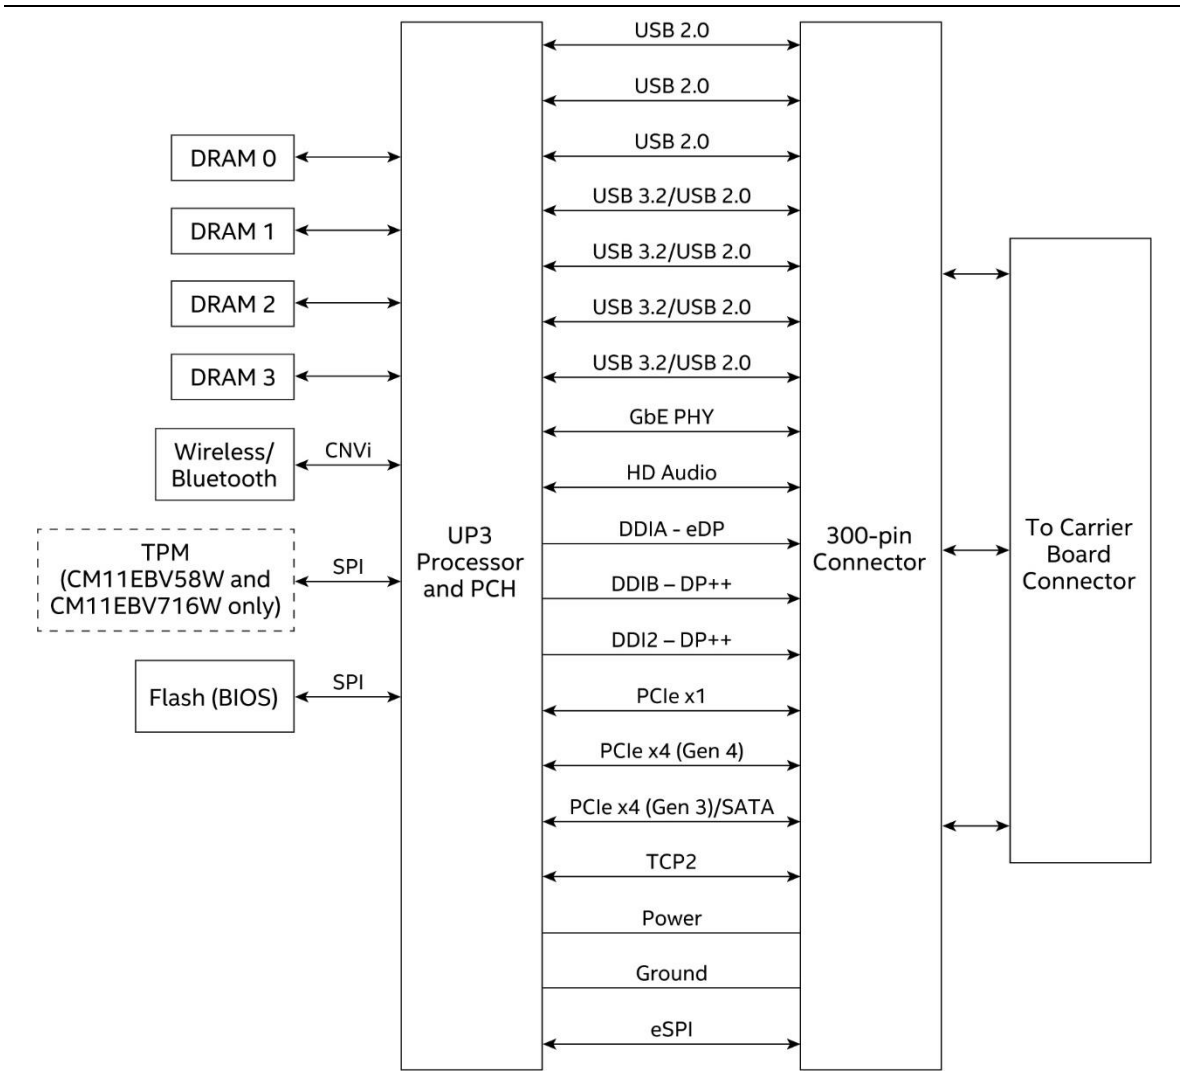 USB 2.0
USB 2.0
USB 2.0
DRAM 0
USB 3.2/USB 2.0
DRAM 1
USB 3.2/USB 2.0
DRAM 2
USB 3.2/USB 2.0
DRAM 3
USB 3.2/USB 2.0
GbE PHY
Wireless/
Bluetooth
CNVi
HD Audio
TPM
(CM11EBV58W and
CM11EBV716W only)
SPI
UP3
Processor
and PCH
DDIA - eDP
DDIB – DP++
DDI2 – DP++
300-pin
Connector
To Carrier
Board
Connector
Flash (BIOS)
SPI
PCIe x1
PCIe x4 (Gen 4)
PCIe x4 (Gen 3)/SATA
TCP2
Power
Ground
eSPI